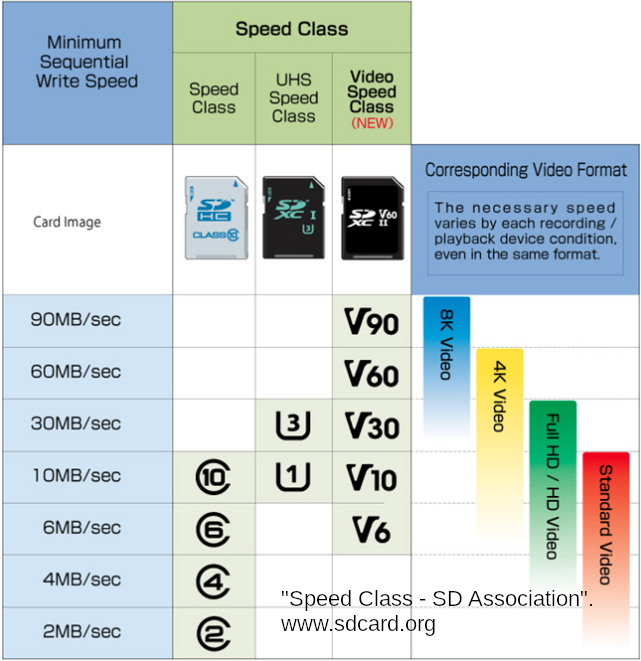 Minimum
Sequential
Write Speed
Speed Class
Speed
Class
UHS
Speed
Class
Video
Speed
Class
(NEW)
Card Image
LOCK
SD
HC
CLASS⑩
LOCK
SD
XC I
3
SD
XC II
V60
Corresponding Video Format
The necessary speed
varies by each recording /
playback device condition,
even in the same format.
90MB/sec
V90
60MB/sec
V60
30MB/sec
3
V30
10MB/sec
10
1
V10
6MB/sec
6
V6
4MB/sec
4
2MB/sec
2
8K Video
4K Video
Full HD / HD Video
Standard Video
"Speed Class - SD Association".
www.sdcard.org